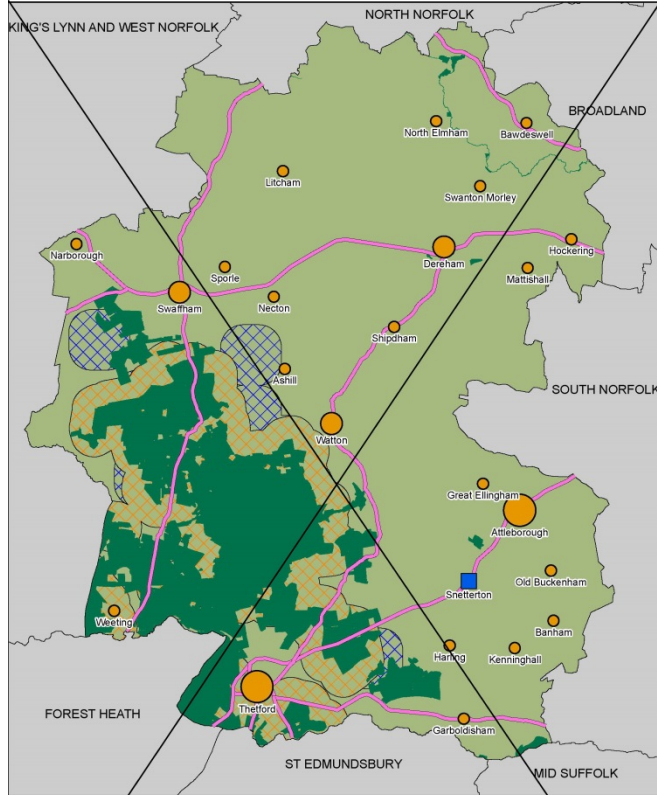 NORTH NORFOLK
KING'S LYNN AND WEST NORFOLK
BROADLAND
North Elmham
Bawdeswell
Litcham
Swanton Morley
Narborough
Hockering
Dereham
Sporle
Mattishall
Necton
Swaffham
Shipdham
Ashill
SOUTH NORFOLK
Watton
Great Ellingham
Attleborough
Snetterton
Old Buckenham
Weeting
Banham
Harling
Kenninghall
Thetford
FOREST HEATH
Garboldisham
ST EDMUNDSBURY
MID SUFFOLK